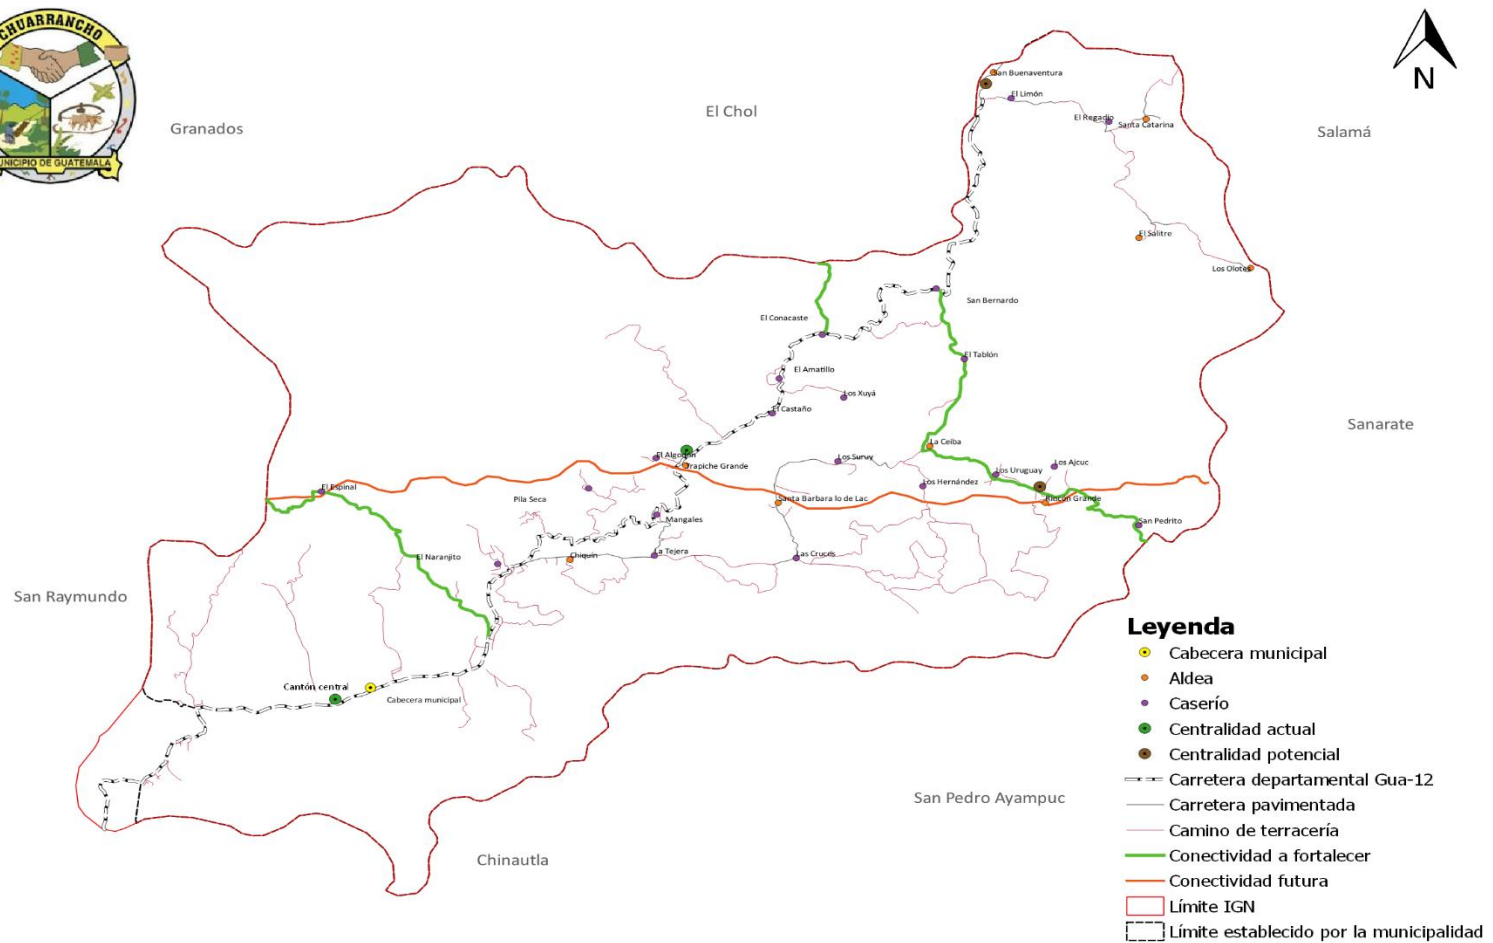 CHUARRANCHO
MUNICIPIO DE GUATEMALA
N
Granados
El Chol
Salamá
San Buenaventura
El Limón
El Regadio
Santa Catarina
El Salitre
Los Olotes
San Bernardo
El Conacaste
El Tablón
El Amatillo
Los Xuyá
El Castaño
Sanarate
La Ceiba
El Algodón
Trapiche Grande
Los Suruy
Los Uruguay
Los Ajcuc
El Espinal
Pila Seca
Los Hernández
Santa Barbara lo de Lac
Rincón Grande
Mangales
San Pedrito
El Naranjito
Chiquin
La Tejera
Las Cruces
San Raymundo
Cantón central
Cabecera municipal
San Pedro Ayampuc
Chinautla
Leyenda
Cabecera municipal
Aldea
Caserío
Centralidad actual
Centralidad potencial
Carretera departamental Gua-12
Carretera pavimentada
Camino de terracería
Conectividad a fortalecer
Conectividad futura
Límite IGN
Límite establecido por la municipalidad